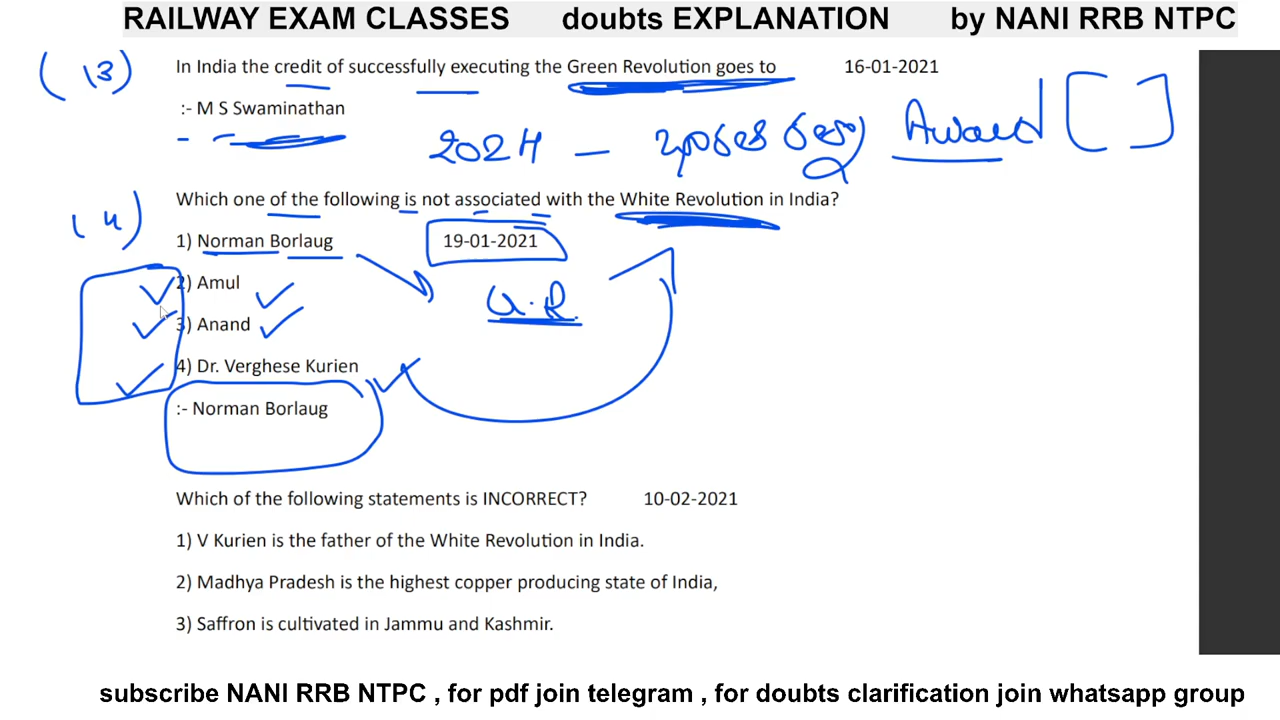 RAILWAY EXAM CLASSES doubts EXPLANATION by NANI RRB NTPC
(13) In India the credit of successfully executing the Green Revolution goes to 16-01-2021
:- M S Swaminathan
2024 - భారత రత్న Award [ ]
Which one of the following is not associated with the White Revolution in India?
1) Norman Borlaug 19-01-2021
2) Amul G.R
3) Anand
4) Dr. Verghese Kurien
:- Norman Borlaug
Which of the following statements is INCORRECT? 10-02-2021
1) V Kurien is the father of the White Revolution in India.
2) Madhya Pradesh is the highest copper producing state of India,
3) Saffron is cultivated in Jammu and Kashmir.
subscribe NANI RRB NTPC , for pdf join telegram , for doubts clarification join whatsapp group